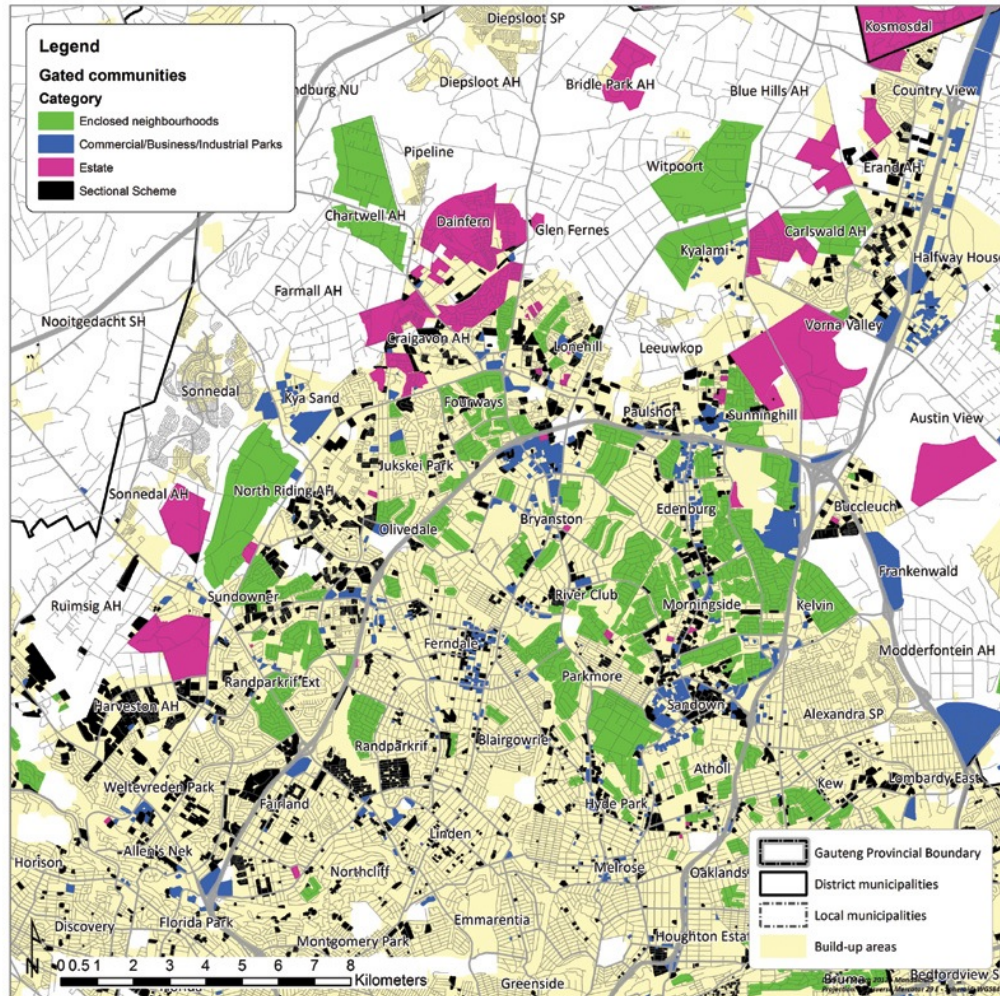 Legend
Gated communities
Category
Enclosed neighbourhoods
Commercial/Business/Industrial Parks
Estate
Sectional Scheme
Diepsloot SP
Kosmosdal
ndburg NU
Diepsloot AH
Bridle Park AH
Blue Hills AH
Country View
Pipeline
Witpoort
Erand AH
Chartwell AH
Dainfern
Glen Fernes
Carlswald AH
Kyalami
Halfway House
Farmall AH
Nooitgedacht SH
Vorna Valley
Craigavon AH
Lonehill
Leeuwkop
Sonnedal
Kya Sand
Fourways
Paulshof
Sunninghill
Austin View
Jukskei Park
Sonnedal AH
North Riding AH
Olivedale
Bryanston
Edenburg
Buccleuch
Frankenwald
Ruimsig AH
Sundowner
River Club
Morningside
Kelvin
Ferndale
Modderfontein AH
Randparkrif Ext
Parkmore
Harveston AH
Sandown
Alexandra SP
Randparkrif
Blairgowrie
Atholl
Weltevreden Park
Kew
Lombardy East
Fairland
Hyde Park
Linden
Horison
Allen's Nek
Northcliff
Melrose
Oaklands
Discovery
Florida Park
Emmarentia
Montgomery Park
Houghton Estat
Greenside
Bruma
Bedfordview S
Gauteng Provincial Boundary
District municipalities
Local municipalities
Build-up areas
N
0 0.5 1 2 3 4 5 6 7 8
Kilometers